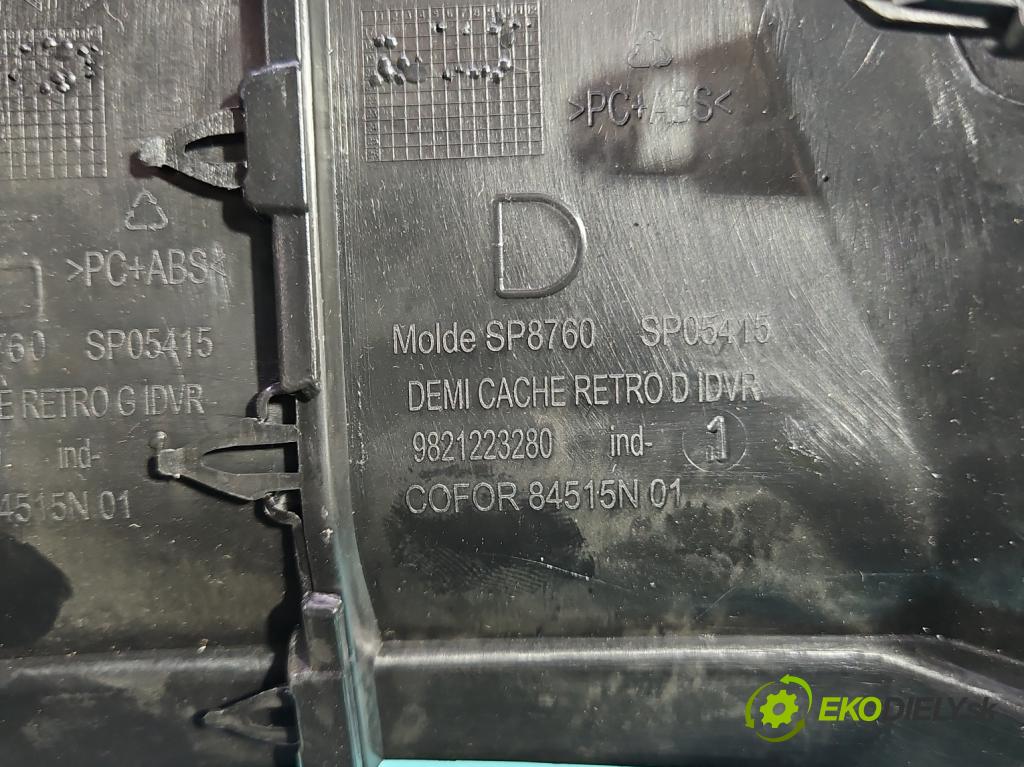 >PC+ABS<
D
Molde SP8760 SP05415
DEMI CACHE RETRO D IDVR
9821223280 ind- 1
COFOR 84515N 01
>PC+ABS<
760 SP05415
E RETRO G IDVR
ind-
4515N 01
EKODIELY.sk